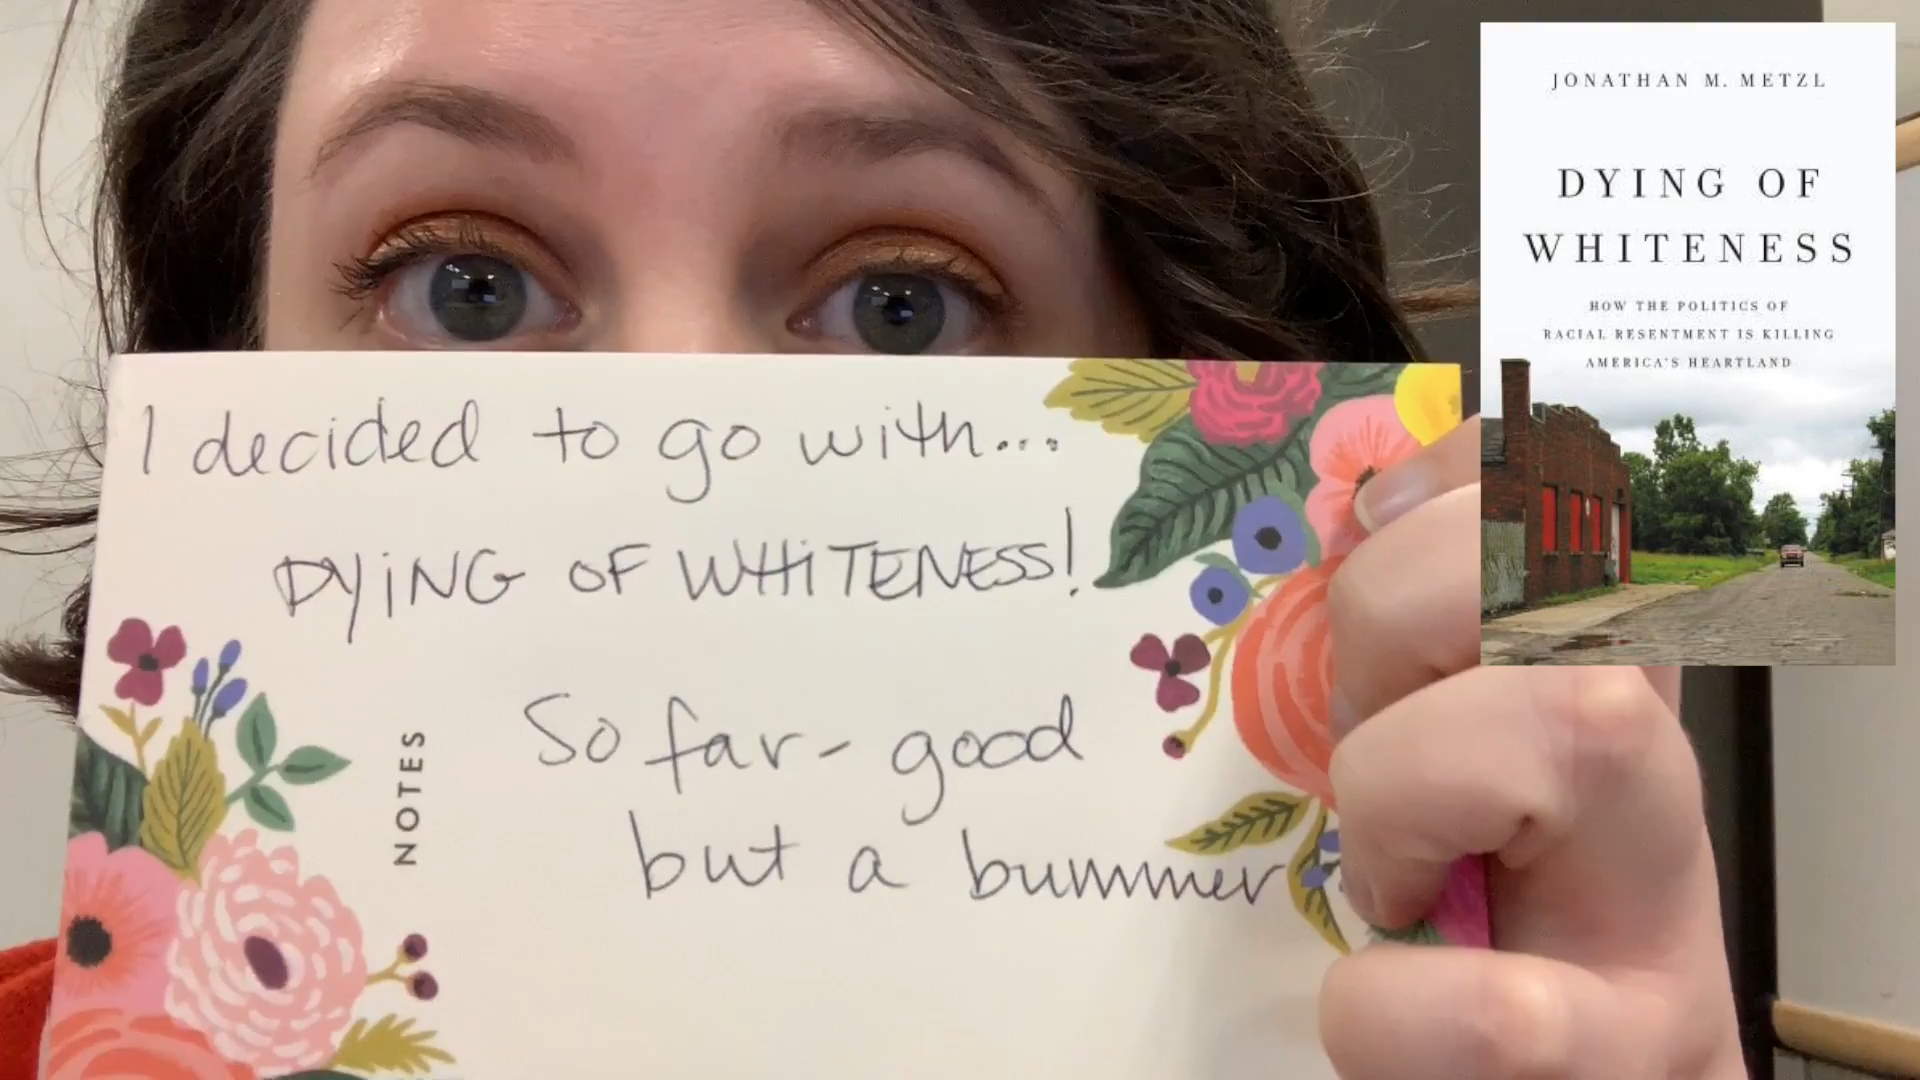 I decided to go with...
DYiNG OF WHiTENESS!
So far- good
but a bummer
NOTES
JONATHAN M. METZL
DYING OF
WHITENESS
HOW THE POLITICS OF
RACIAL RESENTMENT IS KILLING
AMERICA'S HEARTLAND